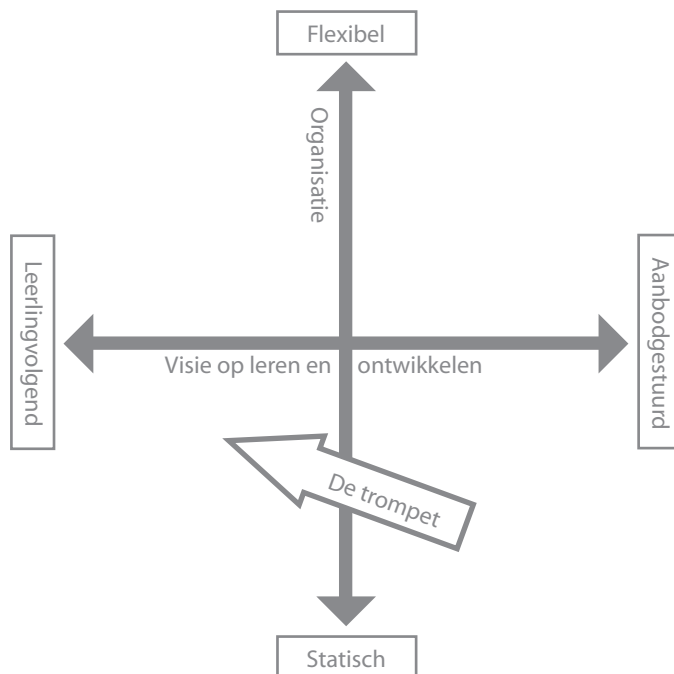 Flexibel
Organisatie
Leerlingvolgend
Aanbodgestuurd
Visie op leren en ontwikkelen
De trompet
Statisch